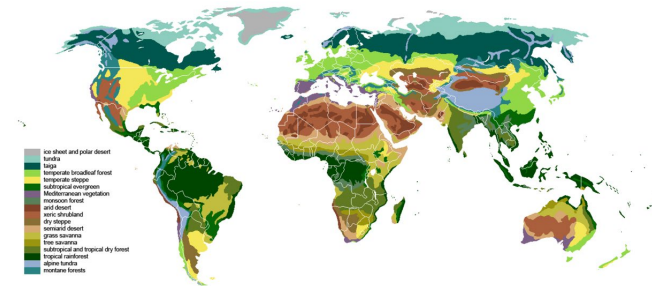 ice sheet and polar desert
tundra
taiga
temperate broadleaf forest
temperate steppe
subtropical evergreen
Mediterranean vegetation
monsoon forest
arid desert
xeric shrubland
dry steppe
semiarid desert
grass savanna
tree savanna
subtropical and tropical dry forest
tropical rainforest
alpine tundra
montane forests